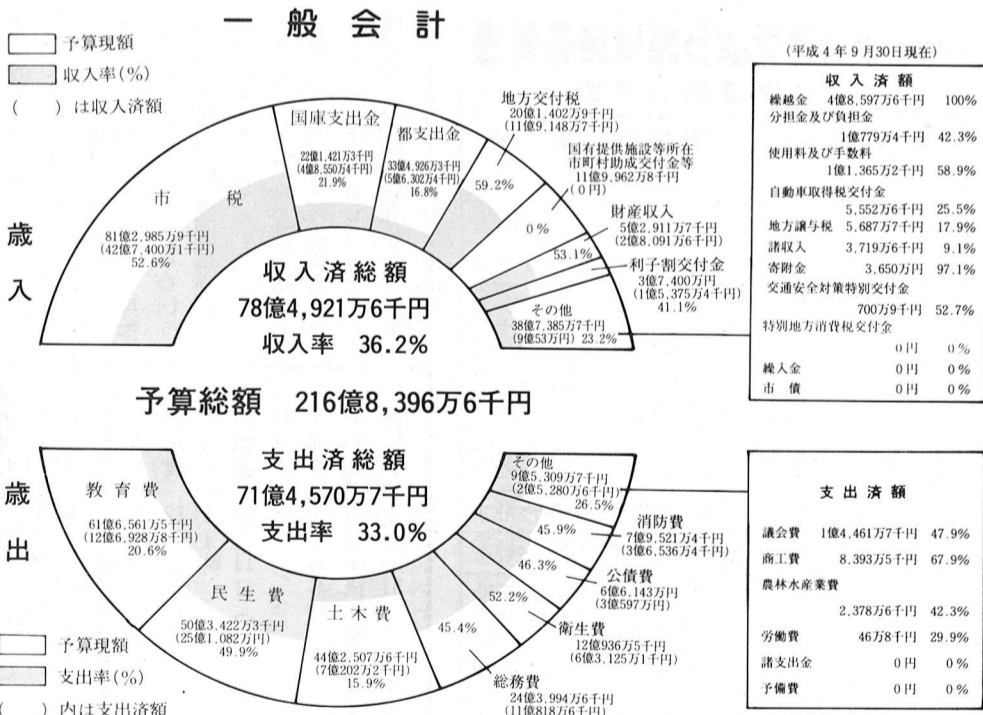 一般会計
予算現額
収入率(%)
( )は収入済額
(平成4年9月30日現在)
歳入
市税
81億2,985万9千円
(42億7,400万1千円)
52.6%
国庫支出金
22億1,421万3千円
(4億8,550万4千円)
21.9%
都支出金
33億4,926万3千円
(5億6,302万4千円)
16.8%
地方交付税
20億1,402万9千円
(11億9,148万7千円)
59.2%
国有提供施設等所在
市町村助成交付金等
11億9,962万8千円
(0円)
0%
財産収入
5億2,911万7千円
(2億8,091万6千円)
53.1%
利子割交付金
3億7,400万円
(1億5,375万4千円)
41.1%
その他
38億7,385万7千円
(9億53万円) 23.2%
収入済総額
78億4,921万6千円
収入率 36.2%
収入済額
繰越金 4億8,597万6千円 100%
分担金及び負担金
1億779万4千円 42.3%
使用料及び手数料
1億1,365万2千円 58.9%
自動車取得税交付金
5,552万6千円 25.5%
地方譲与税 5,687万7千円 17.9%
諸収入 3,719万6千円 9.1%
寄附金 3,650万円 97.1%
交通安全対策特別交付金
700万9千円 52.7%
特別地方消費税交付金
0円 0%
繰入金 0円 0%
市債 0円 0%
予算総額 216億8,396万6千円
歳出
支出済総額
71億4,570万7千円
支出率 33.0%
教育費
61億6,561万5千円
(12億6,928万8千円)
20.6%
民生費
50億3,422万3千円
(25億1,082万円)
49.9%
土木費
44億2,507万6千円
(7億202万2千円)
15.9%
45.4%
総務費
24億3,994万6千円
(11億818万6千円)
52.2%
衛生費
12億936万5千円
(6億3,125万1千円)
46.3%
公債費
6億6,143万円
(3億597万円)
45.9%
消防費
7億9,521万4千円
(3億6,536万4千円)
その他
9億5,309万7千円
(2億5,280万6千円)
26.5%
支出済額
議会費 1億4,461万7千円 47.9%
商工費 8,393万5千円 67.9%
農林水産業費
2,378万6千円 42.3%
労働費 46万8千円 29.9%
諸支出金 0円 0%
予備費 0円 0%
予算現額
支出率(%)
( )内は支出済額